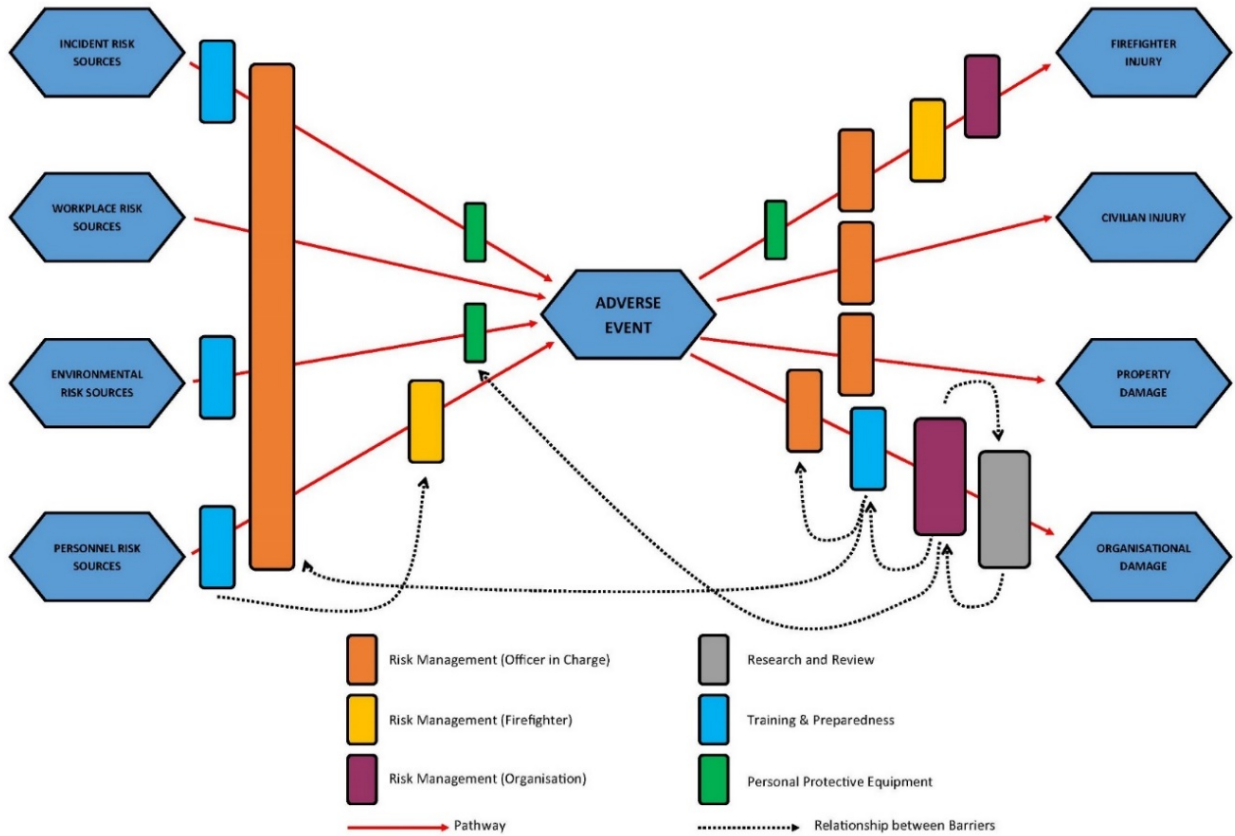 INCIDENT RISK
SOURCES
FIREFIGHTER
INJURY
WORKPLACE RISK
SOURCES
CIVILIAN INJURY
ADVERSE
EVENT
ENVIRONMENTAL
RISK SOURCES
PROPERTY
DAMAGE
PERSONNEL RISK
SOURCES
ORGANISATIONAL
DAMAGE
Risk Management (Officer in Charge)
Research and Review
Risk Management (Firefighter)
Training & Preparedness
Risk Management (Organisation)
Personal Protective Equipment
Pathway
Relationship between Barriers